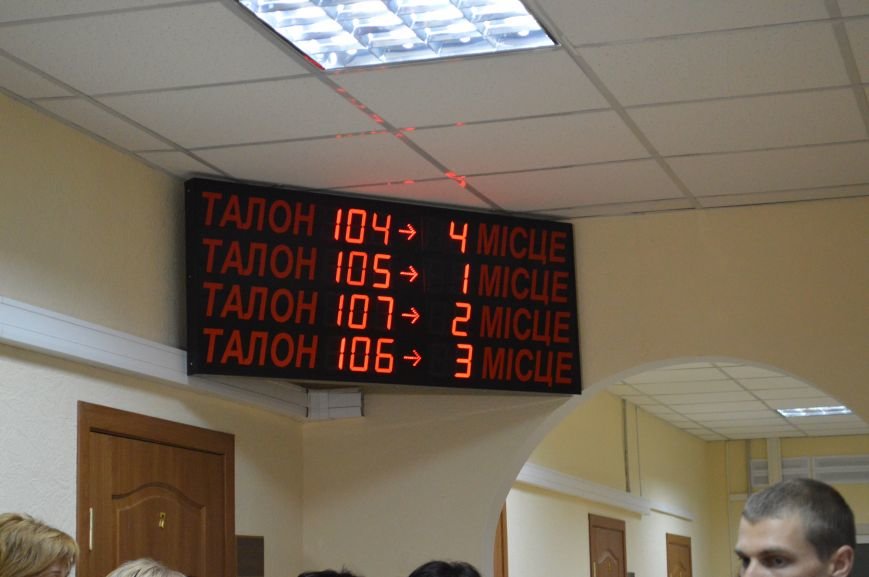 ТАЛОН 104→ 4 МІСЦЕ
ТАЛОН 105→ 1 МІСЦЕ
ТАЛОН 107→ 2 МІСЦЕ
ТАЛОН 106→ 3 МІСЦЕ